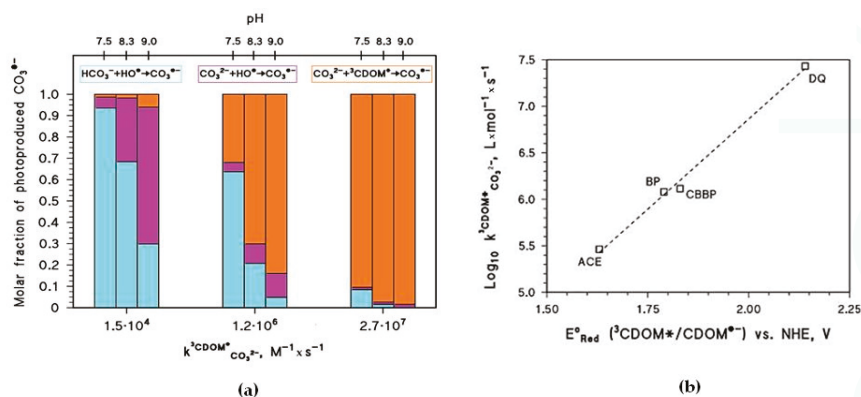 pH
7.5 8.3 9.0 7.5 8.3 9.0 7.5 8.3 9.0
HCO₃⁻+HO•→CO₃•⁻ CO₃²⁻+HO•→CO₃•⁻ CO₃²⁻+³CDOM*→CO₃•⁻
Molar fraction of photoproduced CO₃•⁻
1.0
0.9
0.8
0.7
0.6
0.5
0.4
0.3
0.2
0.1
0
1.5·10⁴ 1.2·10⁶ 2.7·10⁷
k³CDOM* CO₃²⁻, M⁻¹×s⁻¹
(a)
Log₁₀ k³CDOM* CO₃²⁻, L×mol⁻¹×s⁻¹
7.5
7.0
6.5
6.0
5.5
5.0
DQ
BP
CBBP
ACE
1.50 1.75 2.00 2.25
E°Red (³CDOM*/CDOM•⁻) vs. NHE, V
(b)